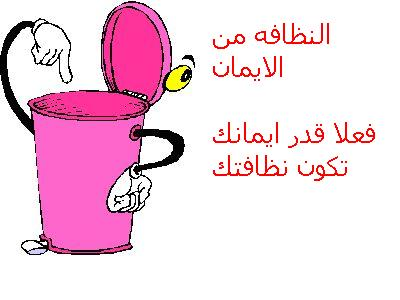 النظافه من
الايمان
فعلا قدر ايمانك
تكون نظافتك